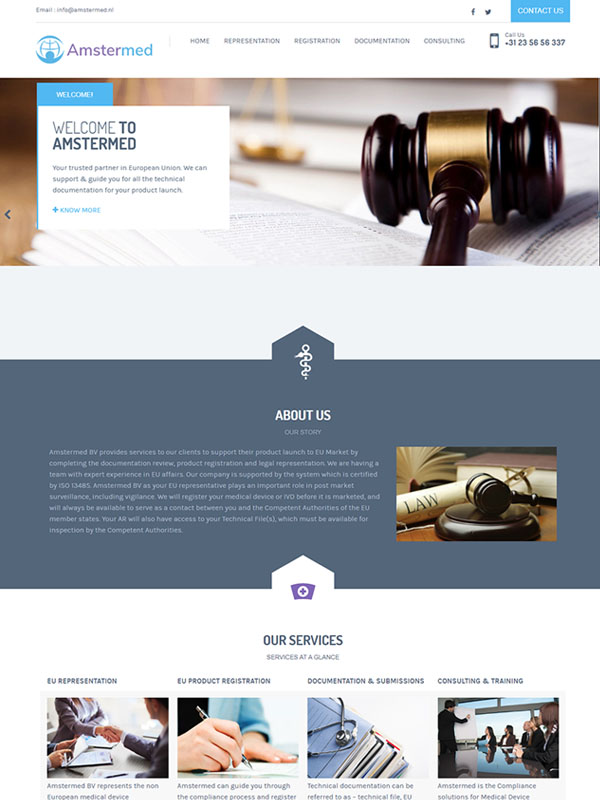 Email : info@amstermed.nl
CONTACT US
Amstermed
HOME REPRESENTATION REGISTRATION DOCUMENTATION CONSULTING
Call Us
+31 23 56 56 337
WELCOME!
WELCOME TO
AMSTERMED
Your trusted partner in European Union. We can
support & guide you for all the technical
documentation for your product launch.
KNOW MORE
ABOUT US
OUR STORY
Amstermed BV provides services to our clients to support their product launch to EU Market by
completing the documentation review, product registration and legal representation. We are having a
team with expert experience in EU affairs. Our company is supported by the system which is certified
by ISO 13485. Amstermed BV as your EU representative plays an important role in post market
surveillance, including vigilance. We will register your medical device or IVD before it is marketed, and
will always be available to serve as a contact between you and the Competent Authorities of the EU
member states. Your AR will also have access to your Technical File(s), which must be available for
inspection by the Competent Authorities.
LAW
OUR SERVICES
SERVICES AT A GLANCE
EU REPRESENTATION
EU PRODUCT REGISTRATION
DOCUMENTATION & SUBMISSIONS
CONSULTING & TRAINING
Amstermed BV represents the non
European medical device
Amstermed can guide you through
the compliance process and register
Technical documentation can be
referred to as – technical file, EU
Amstermed is the Compliance
solutions for Medical Device